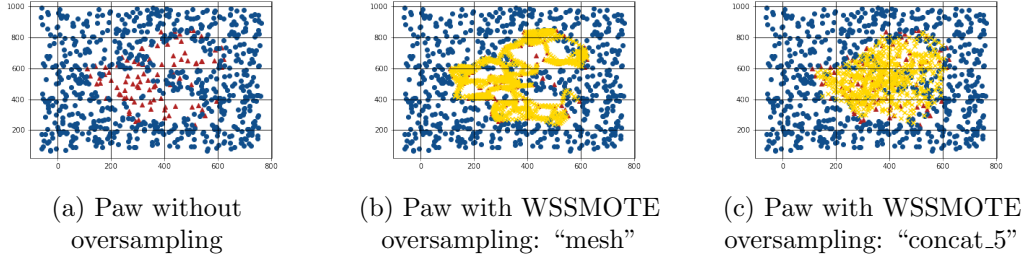 1000
800
600
400
200
0 200 400 600 800
1000
800
600
400
200
0 200 400 600 800
1000
800
600
400
200
0 200 400 600 800
(a) Paw without
oversampling
(b) Paw with WSSMOTE
oversampling: “mesh”
(c) Paw with WSSMOTE
oversampling: “concat_5”